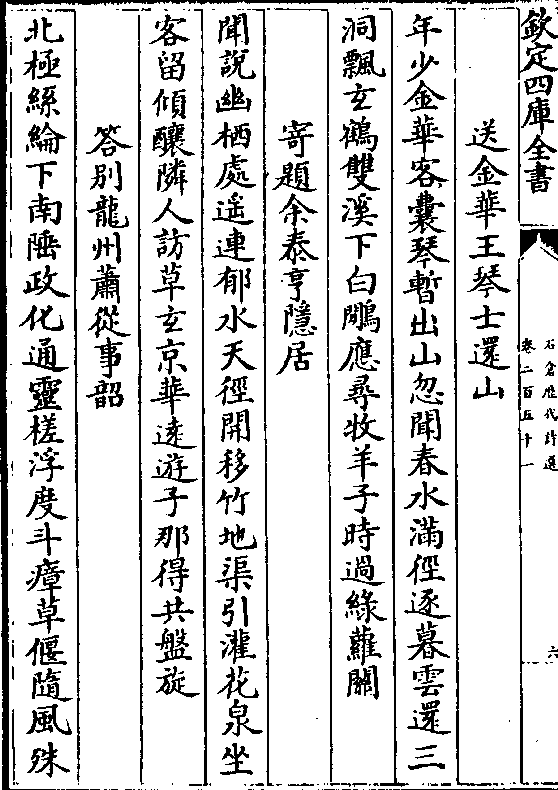 欽定四庫全書
石倉歷代詩選
卷二百五十一
六
送金華王琴士還山
年少金華客囊琴暫出山忽聞春水滿徑逐暮雲還三
洞飄玄鶴雙溪下白鷴應尋牧羊子時過綠蘿關
寄題余泰亨隱居
聞說幽栖處遥連郁水天徑開移竹地渠引灌花泉坐
客留傾釀隣人訪草玄京華逺遊子那得共盤旋
答别龍州蕭從事韶
北極絲綸下南陲政化通靈槎浮度斗瘴草偃隨風殊